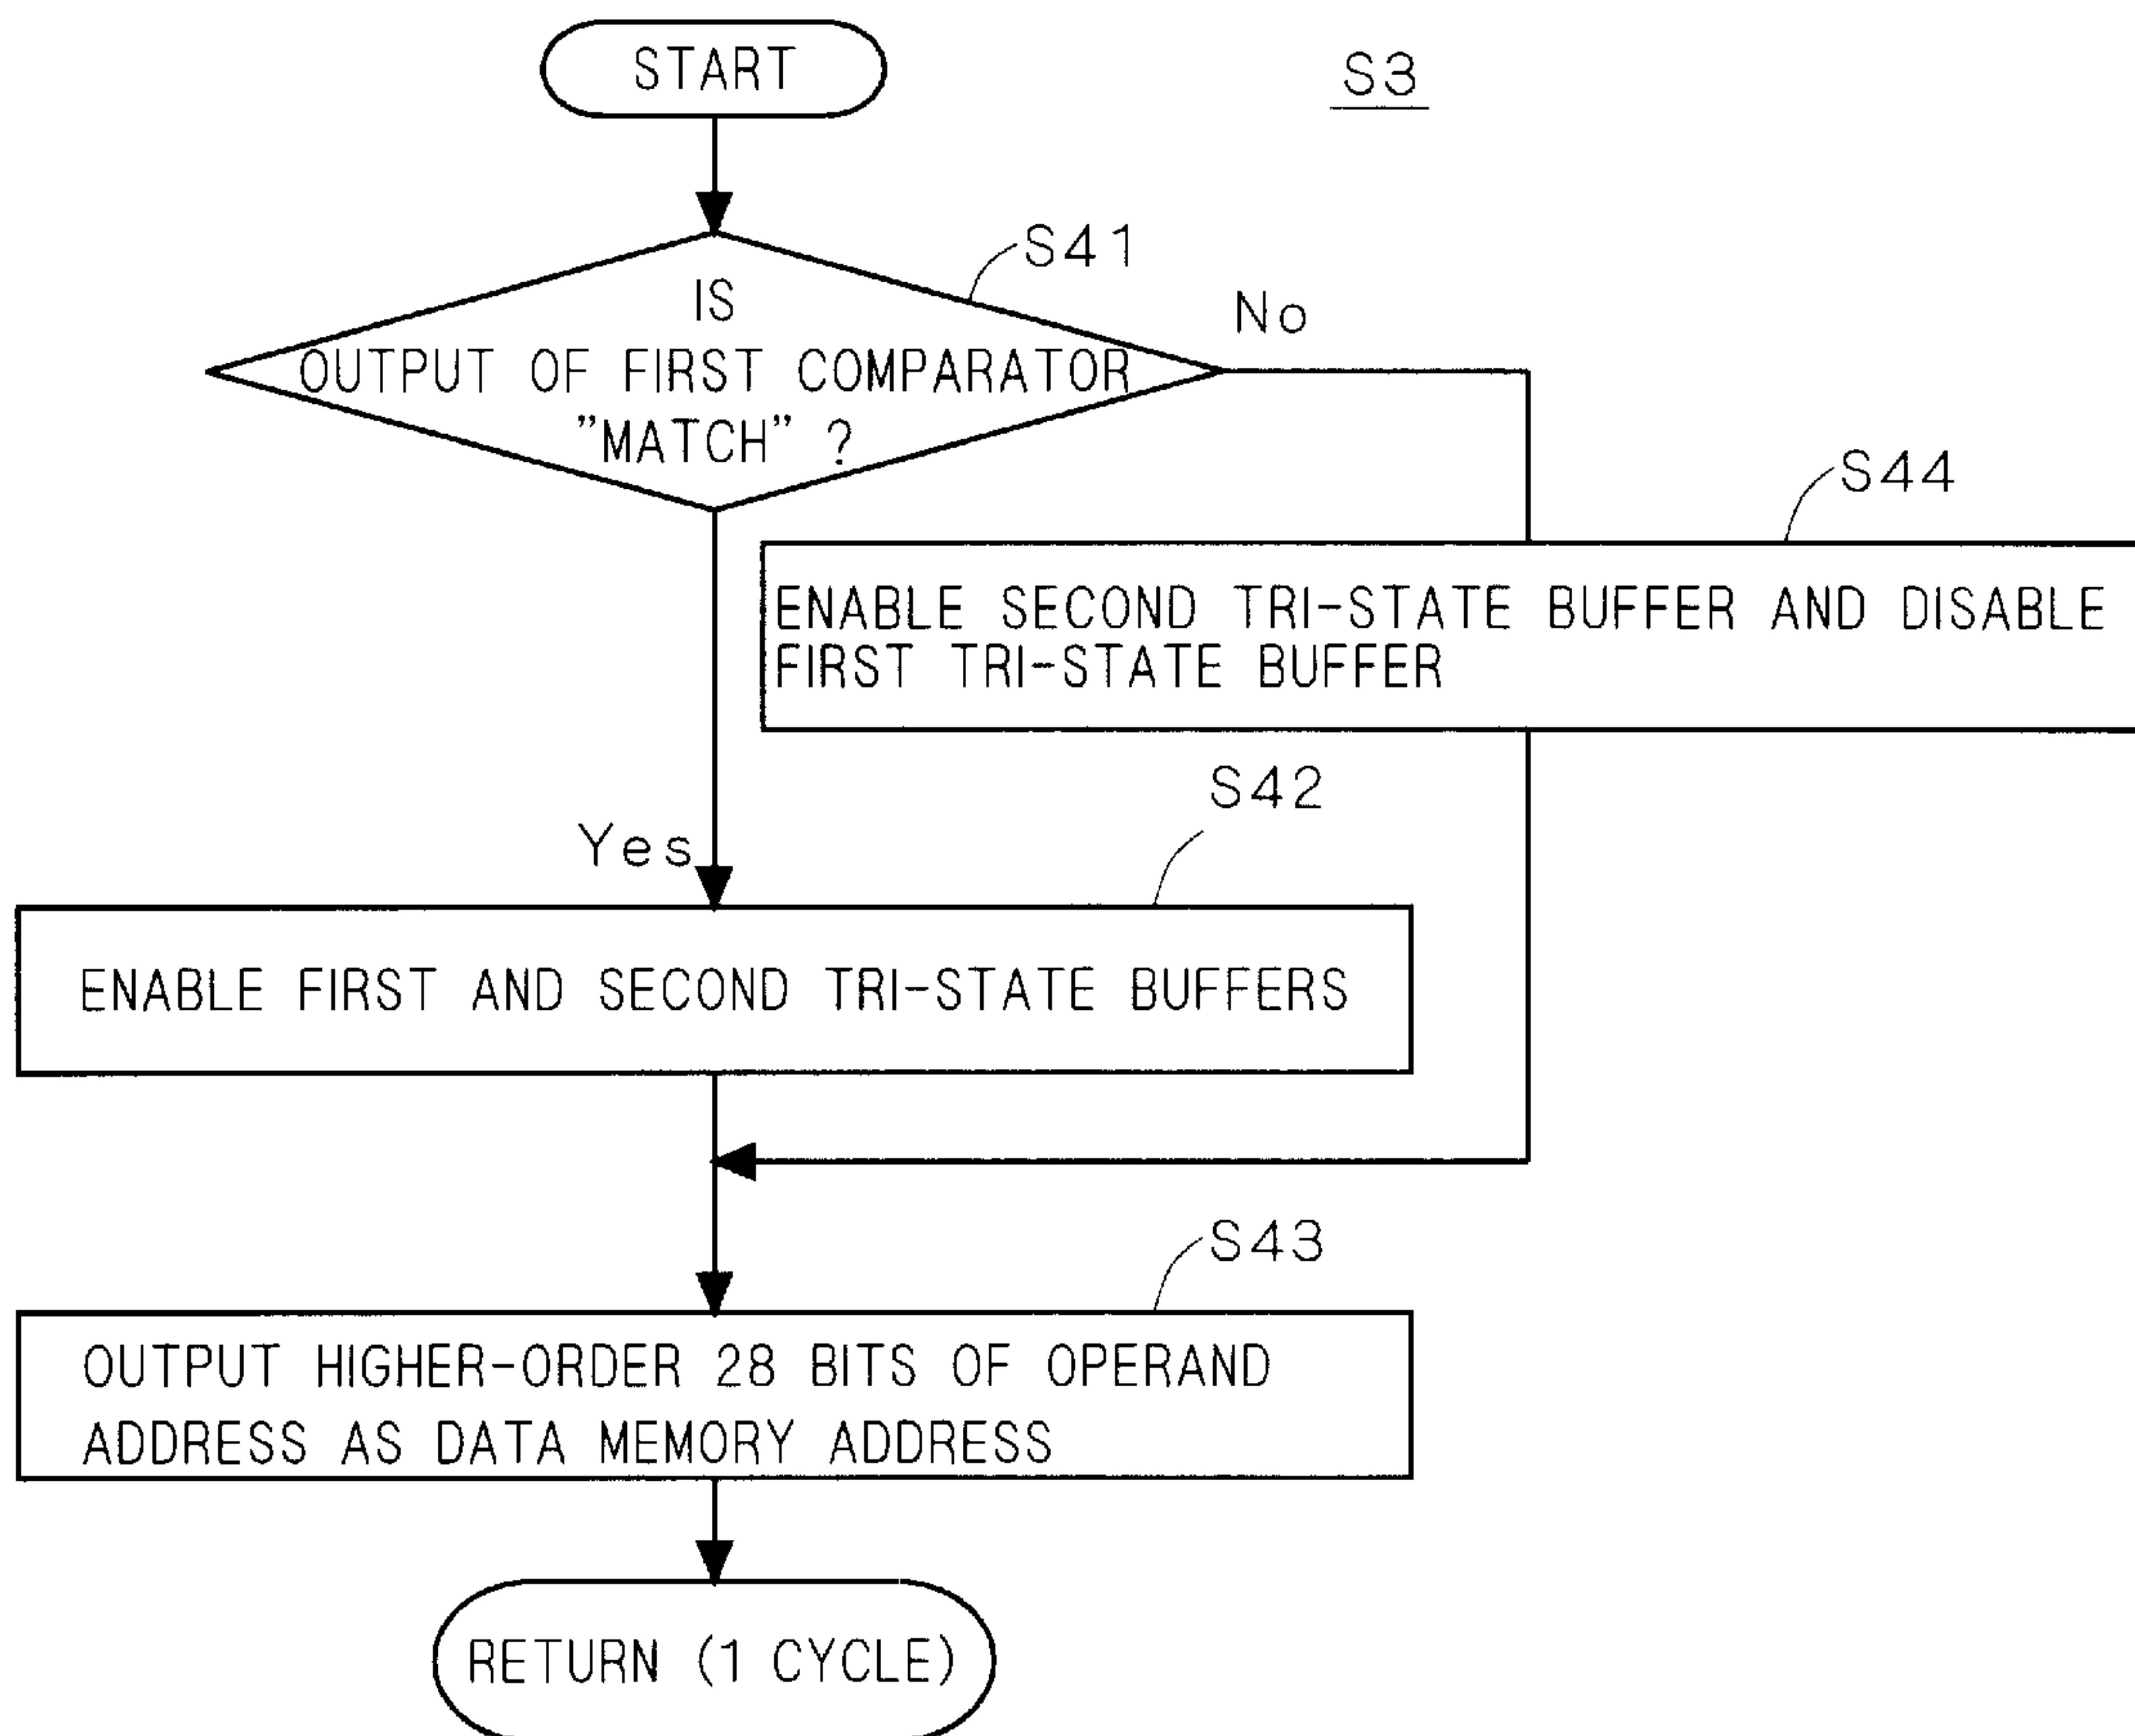 START
S3
S41
IS
OUTPUT OF FIRST COMPARATOR
"MATCH" ?
No
S44
ENABLE SECOND TRI-STATE BUFFER AND DISABLE
FIRST TRI-STATE BUFFER
S42
Yes
ENABLE FIRST AND SECOND TRI-STATE BUFFERS
S43
OUTPUT HIGHER-ORDER 28 BITS OF OPERAND
ADDRESS AS DATA MEMORY ADDRESS
RETURN (1 CYCLE)